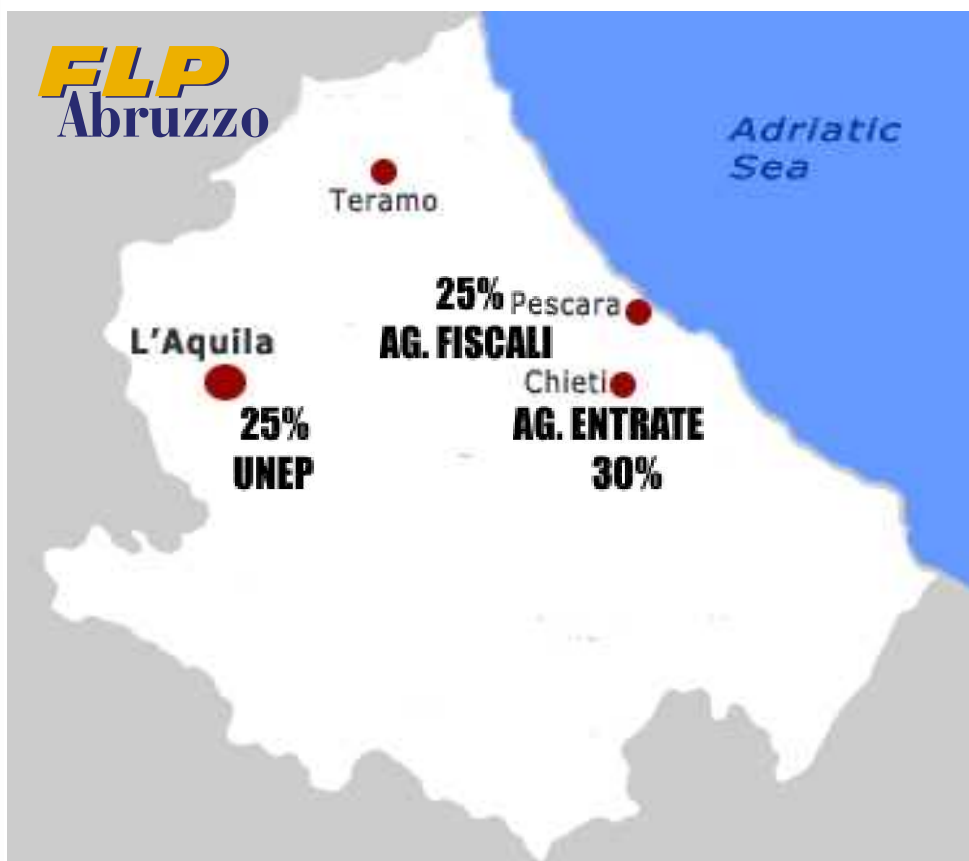 FLP
Abruzzo
Adriatic
Sea
Teramo
25% Pescara
AG. FISCALI
L'Aquila
Chieti
25%
UNEP
AG. ENTRATE
30%